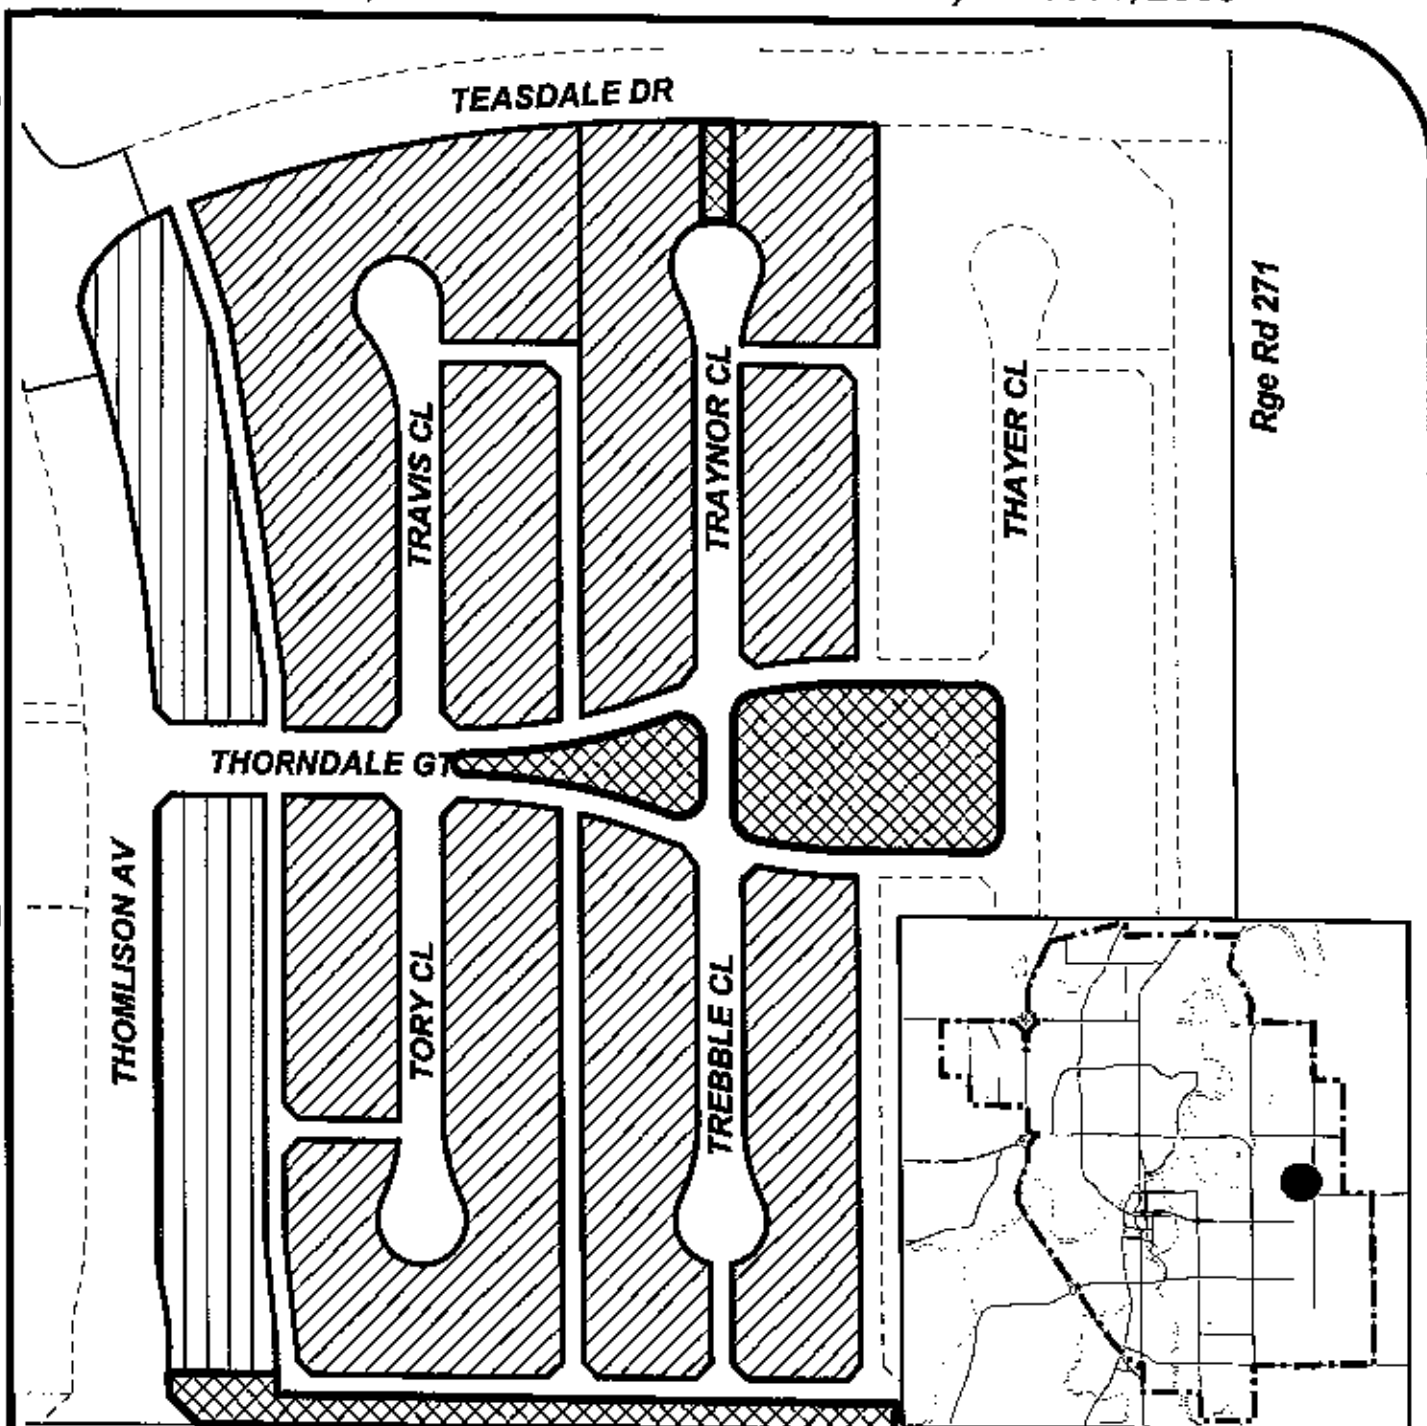 TEASDALE DR
Rge Rd 271
TRAVIS CL
TRAYNOR CL
THAYER CL
THORNDALE GT
THOMLISON AV
TORY CL
TREBBLE CL